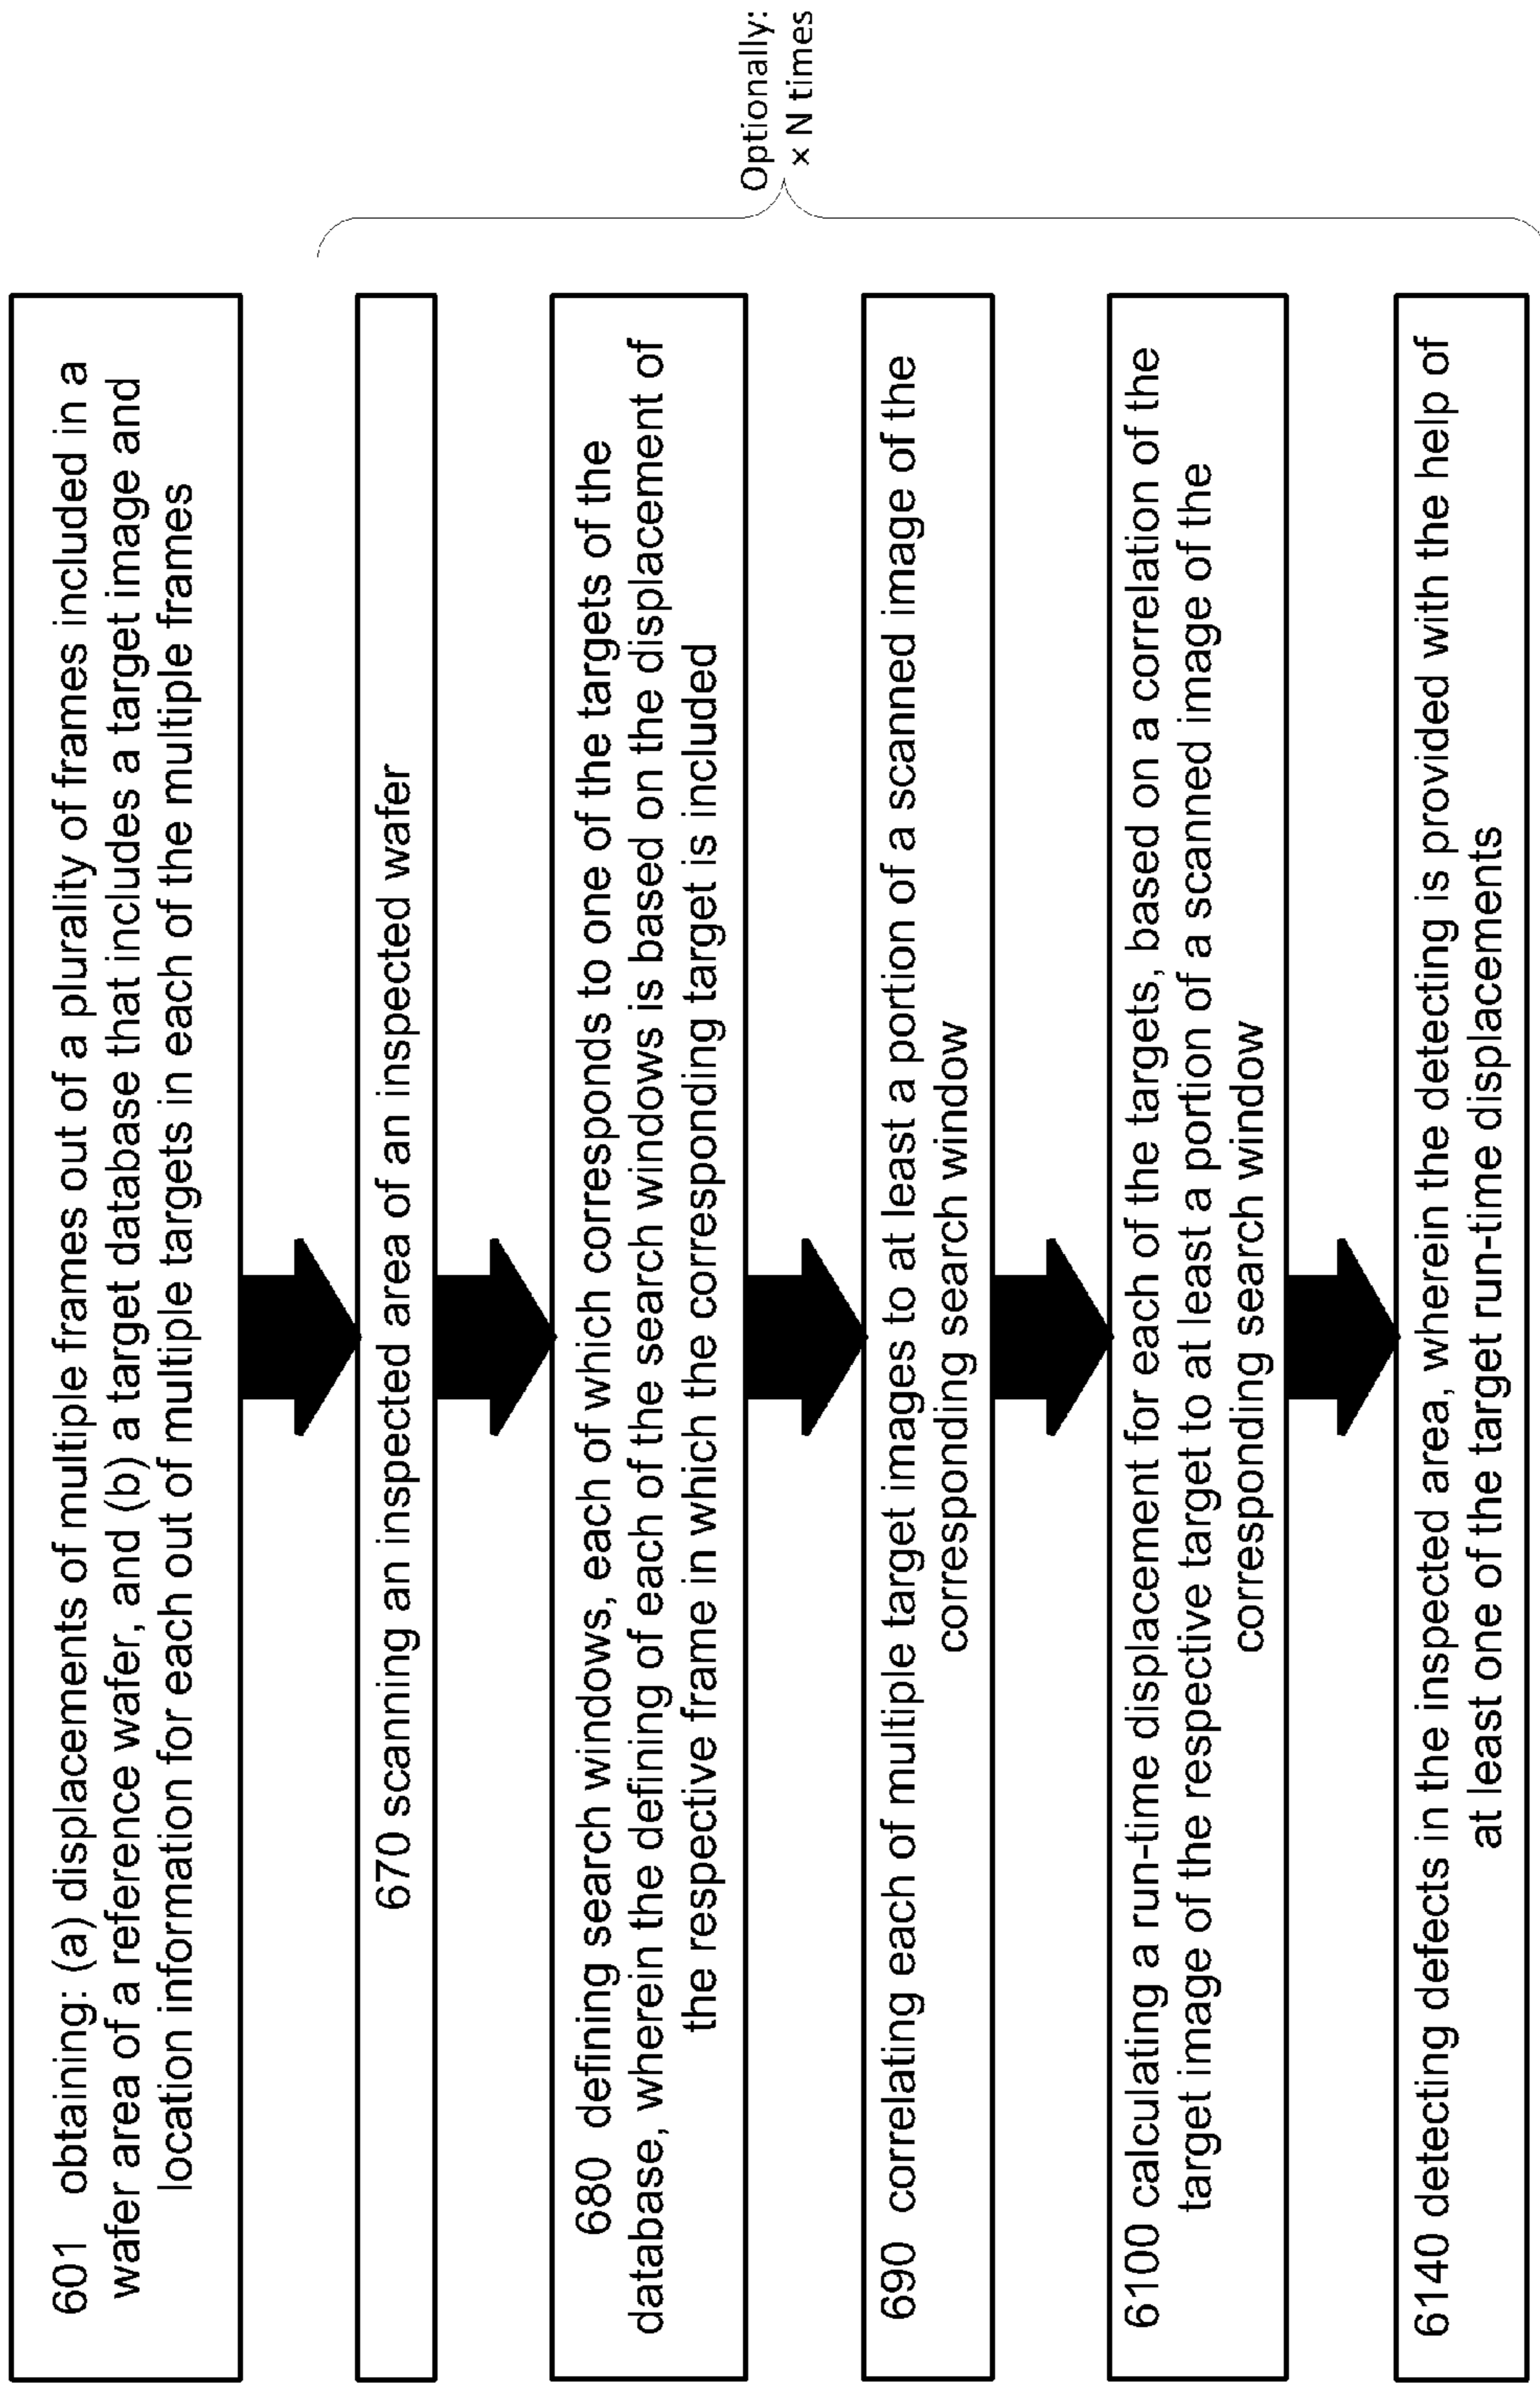 601 obtaining: (a) displacements of multiple frames out of a plurality of frames included in a
wafer area of a reference wafer, and (b) a target database that includes a target image and
location information for each out of multiple targets in each of the multiple frames
670 scanning an inspected area of an inspected wafer
680 defining search windows, each of which corresponds to one of the targets of the
database, wherein the defining of each of the search windows is based on the displacement of
the respective frame in which the corresponding target is included
690 correlating each of multiple target images to at least a portion of a scanned image of the
corresponding search window
6100 calculating a run-time displacement for each of the targets, based on a correlation of the
target image of the respective target to at least a portion of a scanned image of the
corresponding search window
6140 detecting defects in the inspected area, wherein the detecting is provided with the help of
at least one of the target run-time displacements
Optionally:
× N times